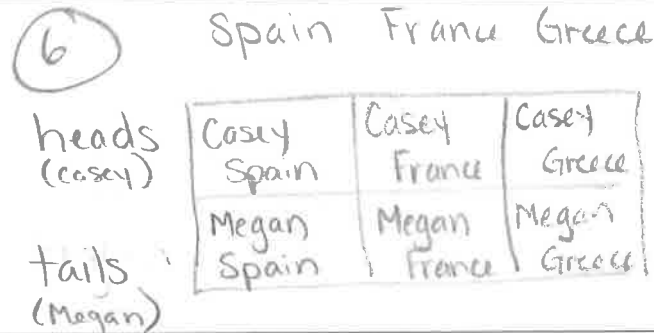 6 Spain France Greece
heads Casey Casey Casey
(casey) Spain France Greece
Megan Megan Megan
tails Spain France Greece
(Megan)